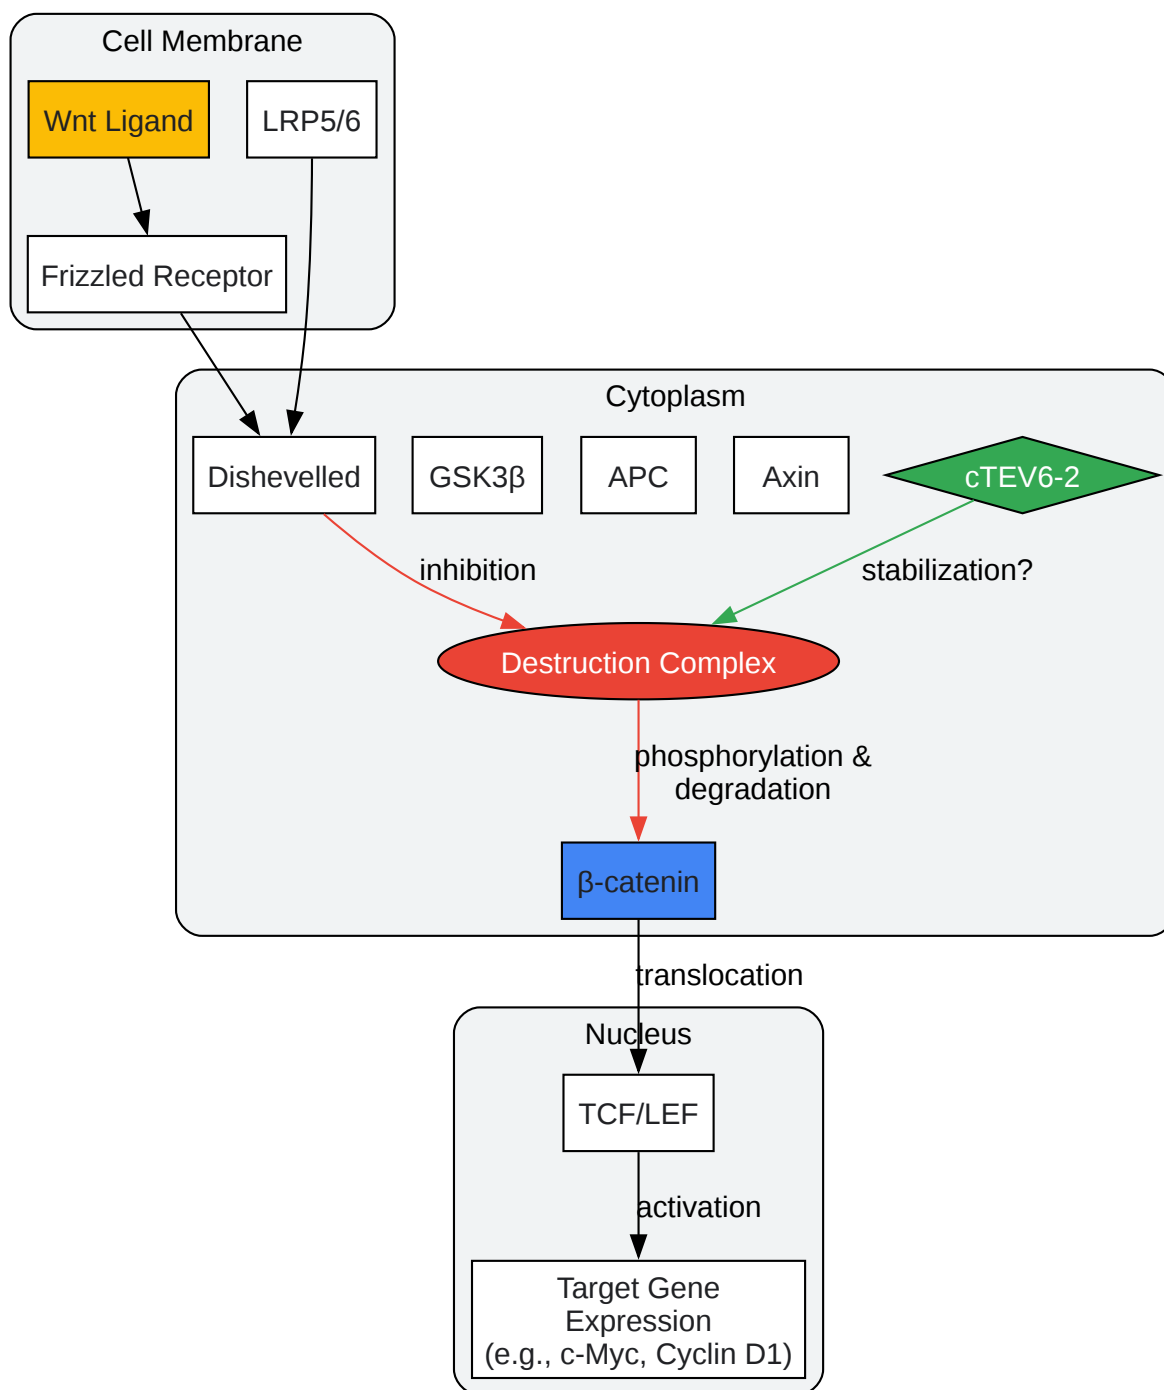 Cell Membrane
Wnt Ligand
LRP5/6
Frizzled Receptor
Cytoplasm
Dishevelled
GSK3β
APC
Axin
cTEV6-2
inhibition
stabilization?
Destruction Complex
phosphorylation &
degradation
β-catenin
translocation
Nucleus
TCF/LEF
activation
Target Gene
Expression
(e.g., c-Myc, Cyclin D1)